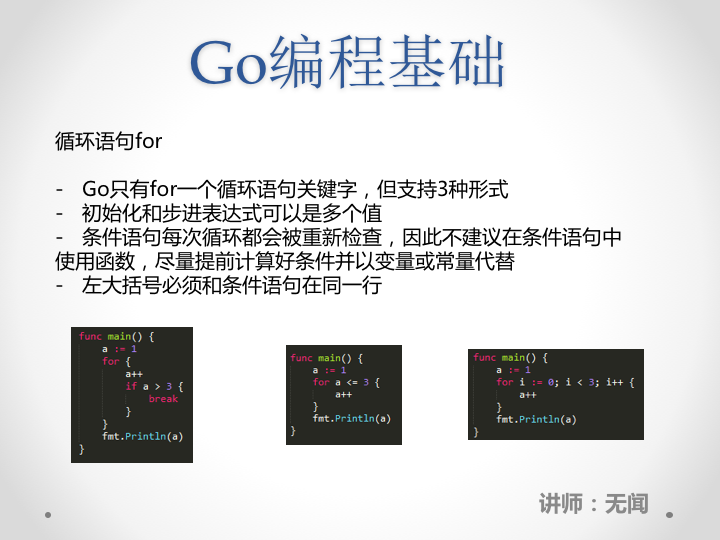 Go编程基础
循环语句for
- Go只有for一个循环语句关键字，但支持3种形式
- 初始化和步进表达式可以是多个值
- 条件语句每次循环都会被重新检查，因此不建议在条件语句中
使用函数，尽量提前计算好条件并以变量或常量代替
- 左大括号必须和条件语句在同一行
func main() {
    a := 1
    for {
        a++
        if a > 3 {
            break
        }
    }
    fmt.Println(a)
}
func main() {
    a := 1
    for a <= 3 {
        a++
    }
    fmt.Println(a)
}
func main() {
    a := 1
    for i := 0; i < 3; i++ {
        a++
    }
    fmt.Println(a)
}
讲师：无闻